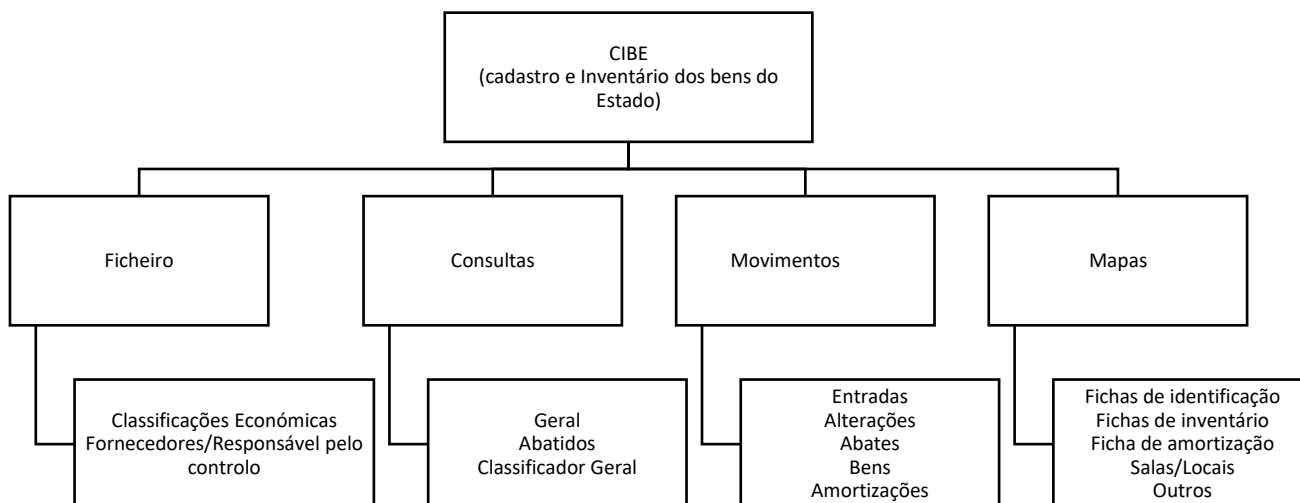 CIBE
(cadastro e Inventário dos bens do
Estado)
Ficheiro
Consultas
Movimentos
Mapas
Classificações Económicas
Fornecedores/Responsável pelo
controlo
Geral
Abatidos
Classificador Geral
Entradas
Alterações
Abates
Bens
Amortizações
Fichas de identificação
Fichas de inventário
Ficha de amortização
Salas/Locais
Outros